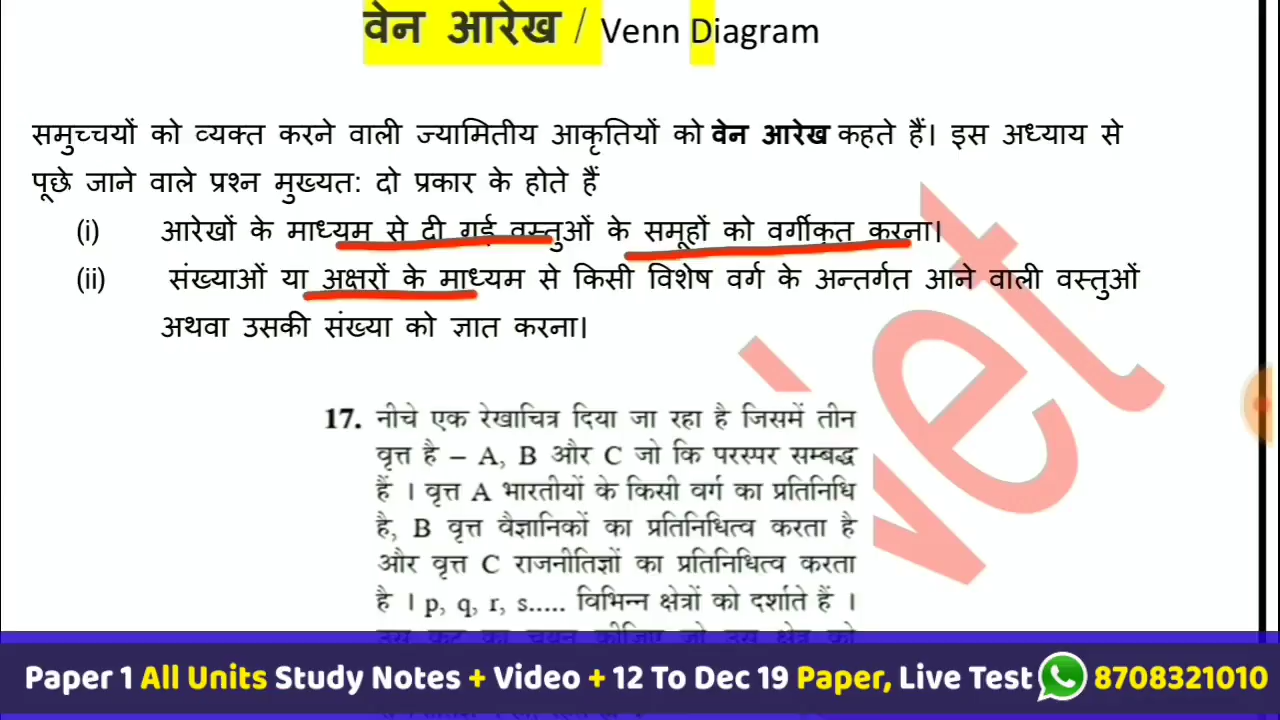 वेन आरेख / Venn Diagram
समुच्चयों को व्यक्त करने वाली ज्यामितीय आकृतियों को वेन आरेख कहते हैं। इस अध्याय से
पूछे जाने वाले प्रश्न मुख्यत: दो प्रकार के होते हैं
(i) आरेखों के माध्यम से दी गई वस्तुओं के समूहों को वर्गीकृत करना।
(ii) संख्याओं या अक्षरों के माध्यम से किसी विशेष वर्ग के अन्तर्गत आने वाली वस्तुओं
अथवा उसकी संख्या को ज्ञात करना।
17. नीचे एक रेखाचित्र दिया जा रहा है जिसमें तीन
वृत्त है – A, B और C जो कि परस्पर सम्बद्ध
हैं । वृत्त A भारतीयों के किसी वर्ग का प्रतिनिधि
है, B वृत्त वैज्ञानिकों का प्रतिनिधित्व करता है
और वृत्त C राजनीतिज्ञों का प्रतिनिधित्व करता
है । p, q, r, s..... विभिन्न क्षेत्रों को दर्शाते हैं ।
Paper 1 All Units Study Notes + Video + 12 To Dec 19 Paper, Live Test 8708321010